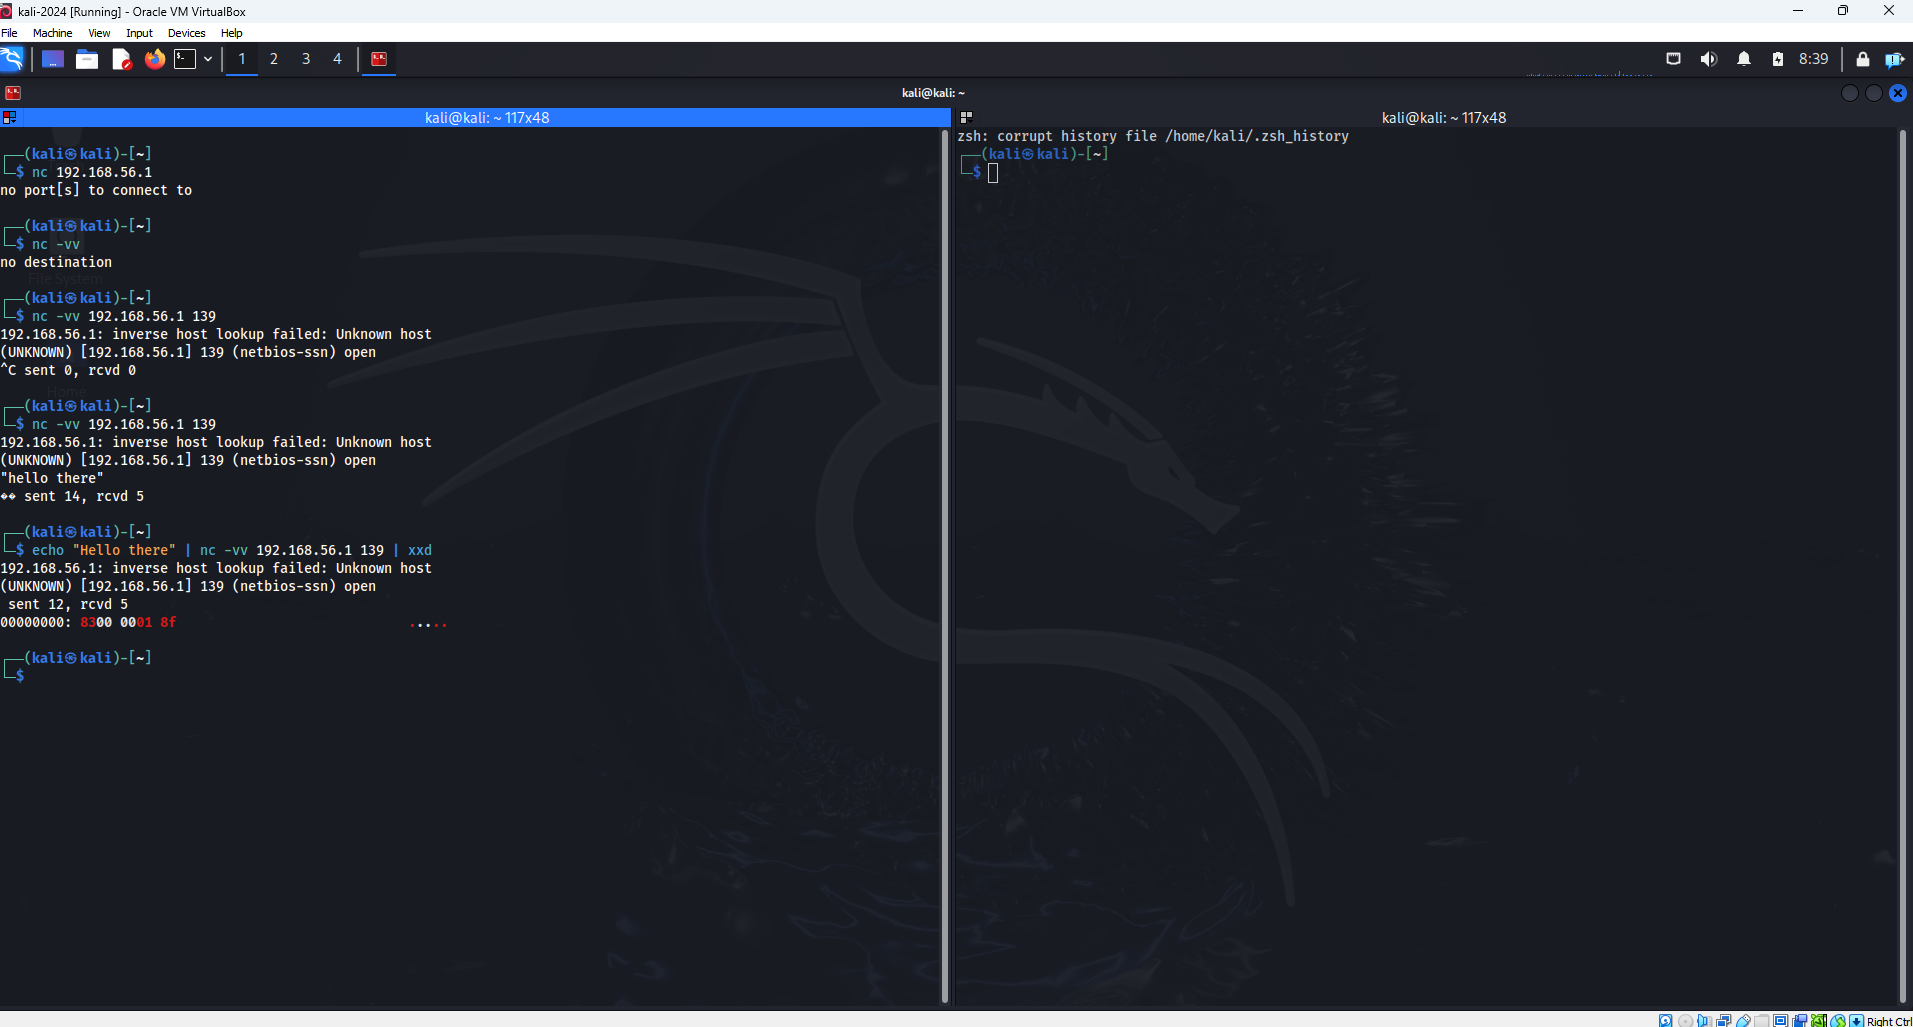 kali-2024 [Running] - Oracle VM VirtualBox
File Machine View Input Devices Help
1 2 3 4 8:39
kali@kali: ~
kali@kali: ~ 117x48
┌──(kali㉿kali)-[~]
└─$ nc 192.168.56.1
no port[s] to connect to
┌──(kali㉿kali)-[~]
└─$ nc -vv
no destination
File System
┌──(kali㉿kali)-[~]
└─$ nc -vv 192.168.56.1 139
192.168.56.1: inverse host lookup failed: Unknown host
(UNKNOWN) [192.168.56.1] 139 (netbios-ssn) open
^C sent 0, rcvd 0
Home
┌──(kali㉿kali)-[~]
└─$ nc -vv 192.168.56.1 139
192.168.56.1: inverse host lookup failed: Unknown host
(UNKNOWN) [192.168.56.1] 139 (netbios-ssn) open
"hello there"
�� sent 14, rcvd 5
┌──(kali㉿kali)-[~]
└─$ echo "Hello there" | nc -vv 192.168.56.1 139 | xxd
192.168.56.1: inverse host lookup failed: Unknown host
(UNKNOWN) [192.168.56.1] 139 (netbios-ssn) open
 sent 12, rcvd 5
00000000: 8300 0001 8f .....
┌──(kali㉿kali)-[~]
└─$
kali@kali: ~ 117x48
zsh: corrupt history file /home/kali/.zsh_history
┌──(kali㉿kali)-[~]
└─$
Right Ctrl